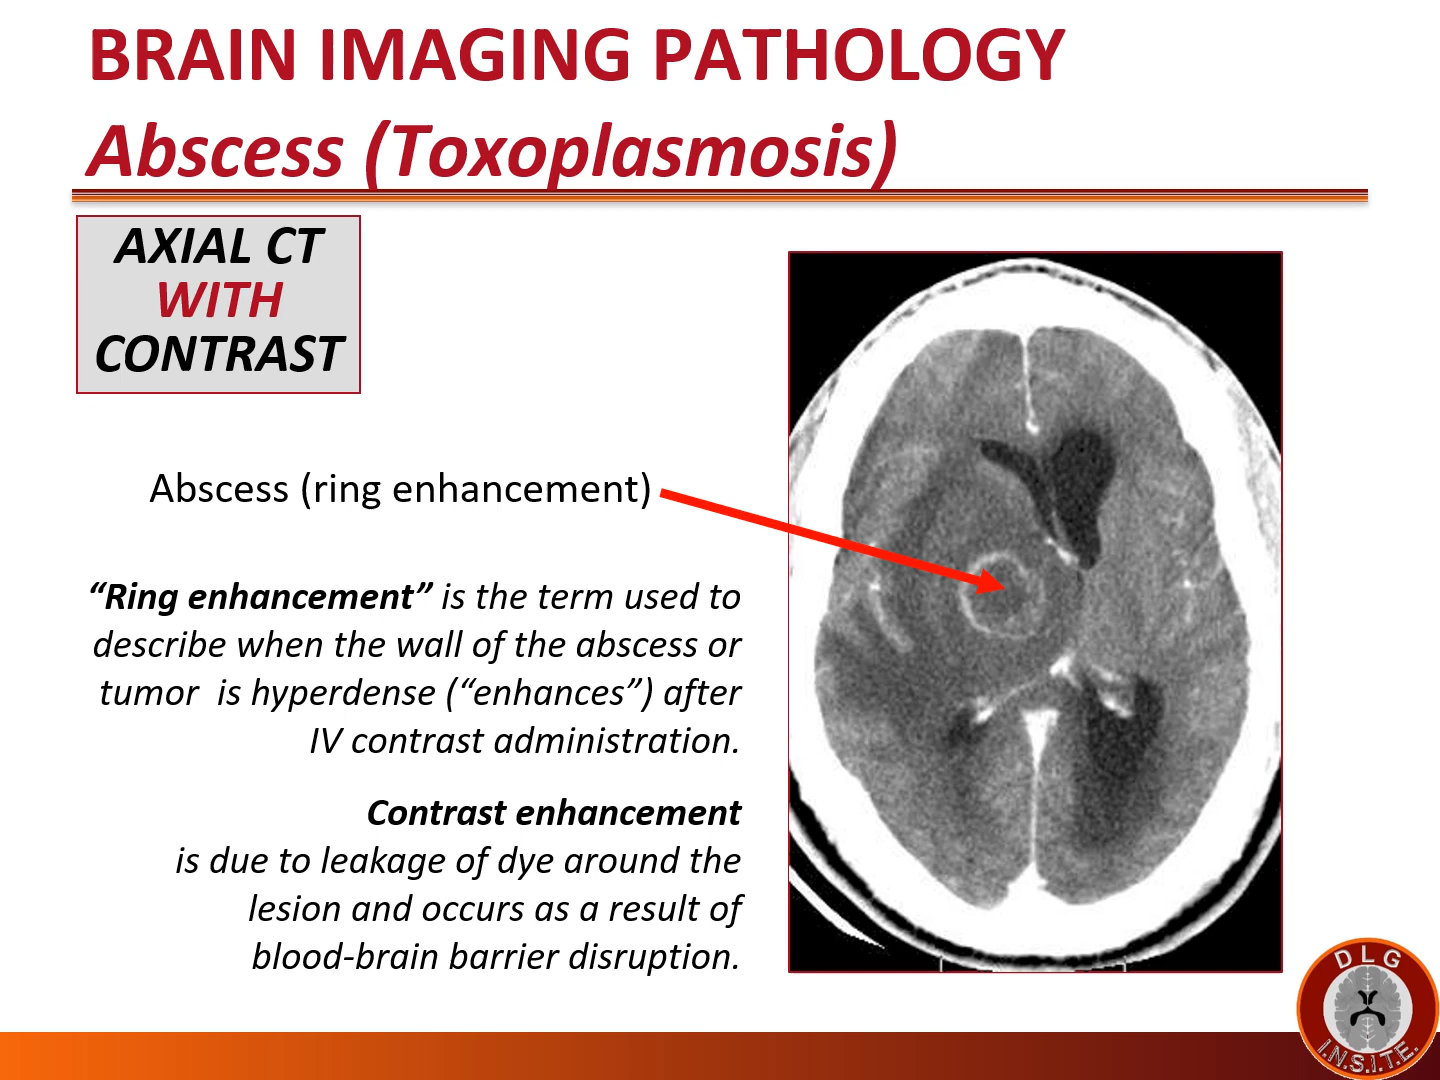 BRAIN IMAGING PATHOLOGY
Abscess (Toxoplasmosis)
AXIAL CT
WITH
CONTRAST
Abscess (ring enhancement)
“Ring enhancement” is the term used to
describe when the wall of the abscess or
tumor is hyperdense (“enhances”) after
IV contrast administration.
Contrast enhancement
is due to leakage of dye around the
lesion and occurs as a result of
blood-brain barrier disruption.
DLG
I.N.S.I.T.E.